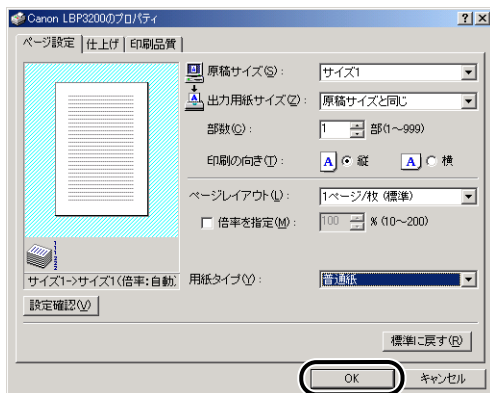 Canon LBP3200のプロパティ
ページ設定 仕上げ 印刷品質
原稿サイズ(S): サイズ1
出力用紙サイズ(Z): 原稿サイズと同じ
部数(C): 1 部(1～999)
印刷の向き(T): A 縦 A 横
ページレイアウト(L): 1ページ/枚 (標準)
倍率を指定(M): 100 % (10～200)
サイズ1->サイズ1(倍率:自動)
用紙タイプ(Y): 普通紙
設定確認(V)
標準に戻す(R)
OK キャンセル